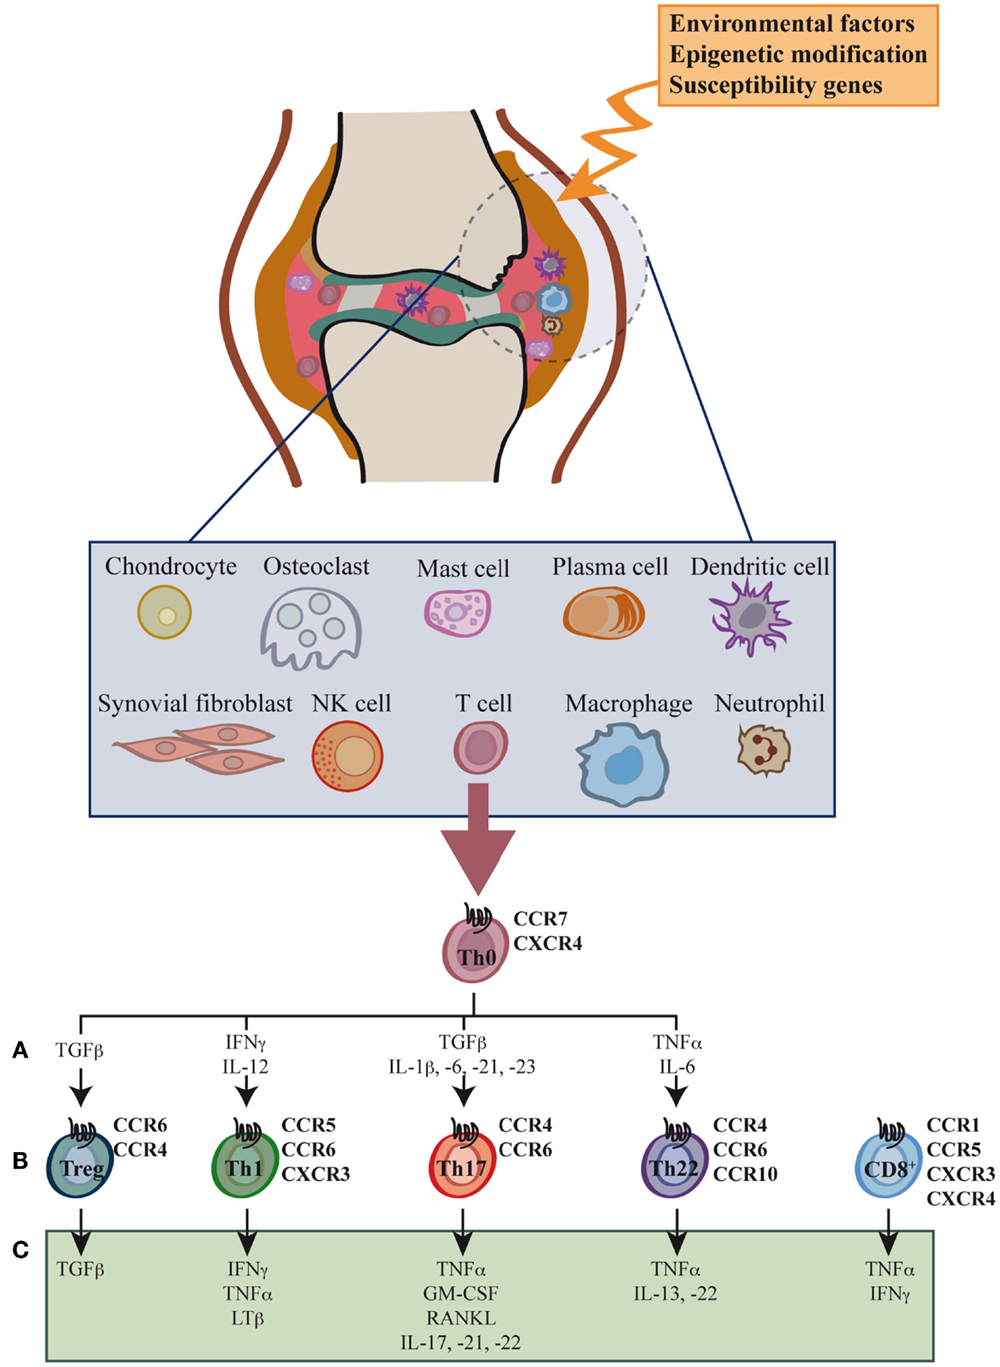 Environmental factors
Epigenetic modification
Susceptibility genes
Chondrocyte
Osteoclast
Mast cell
Plasma cell
Dendritic cell
Synovial fibroblast
NK cell
T cell
Macrophage
Neutrophil
Th0
CCR7
CXCR4
A
TGFβ
IFNγ
IL-12
TGFβ
IL-1β, -6, -21, -23
TNFα
IL-6
B
Treg
CCR6
CCR4
Th1
CCR5
CCR6
CXCR3
Th17
CCR4
CCR6
Th22
CCR4
CCR6
CCR10
CD8⁺
CCR1
CCR5
CXCR3
CXCR4
C
TGFβ
IFNγ
TNFα
LTβ
TNFα
GM-CSF
RANKL
IL-17, -21, -22
TNFα
IL-13, -22
TNFα
IFNγ